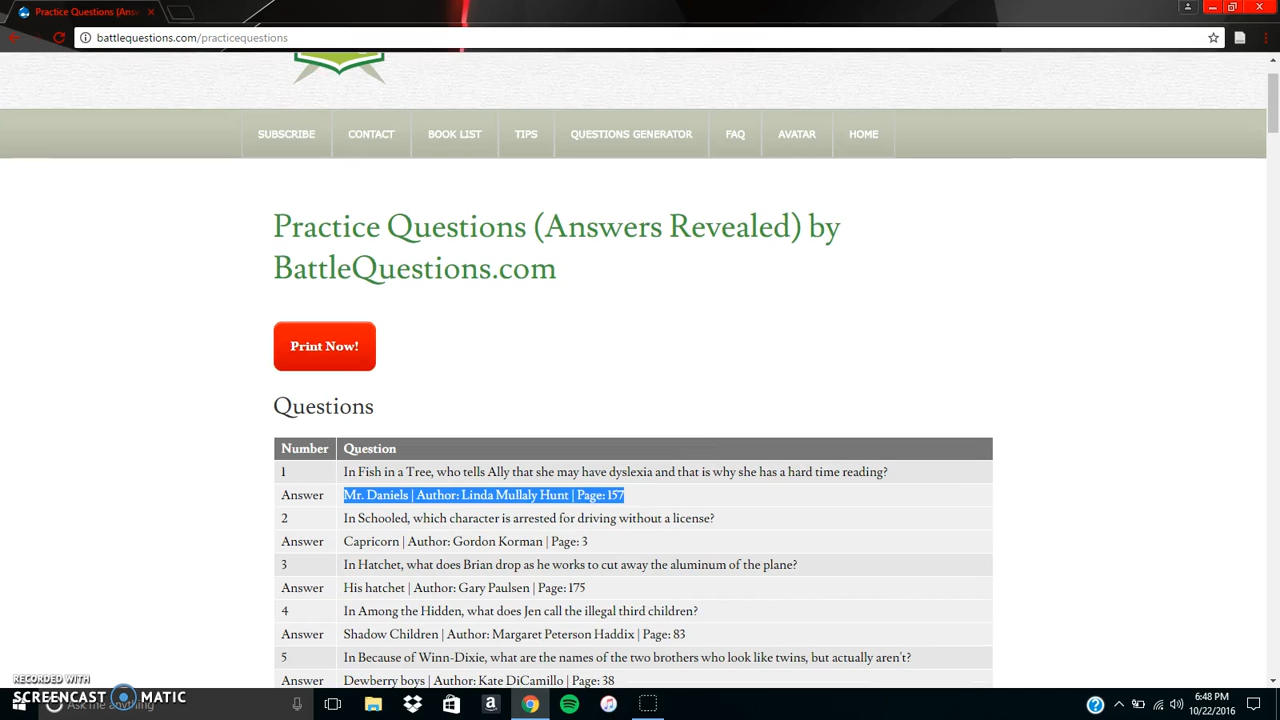 Practice Questions (Answ
battlequestions.com/practicequestions
SUBSCRIBE CONTACT BOOK LIST TIPS QUESTIONS GENERATOR FAQ AVATAR HOME
Practice Questions (Answers Revealed) by
BattleQuestions.com
Print Now!
Questions
Number Question
1 In Fish in a Tree, who tells Ally that she may have dyslexia and that is why she has a hard time reading?
Answer Mr. Daniels | Author: Linda Mullaly Hunt | Page: 157
2 In Schooled, which character is arrested for driving without a license?
Answer Capricorn | Author: Gordon Korman | Page: 3
3 In Hatchet, what does Brian drop as he works to cut away the aluminum of the plane?
Answer His hatchet | Author: Gary Paulsen | Page: 175
4 In Among the Hidden, what does Jen call the illegal third children?
Answer Shadow Children | Author: Margaret Peterson Haddix | Page: 83
5 In Because of Winn-Dixie, what are the names of the two brothers who look like twins, but actually aren't?
Answer Dewberry boys | Author: Kate DiCamillo | Page: 38
RECORDED WITH
SCREENCAST MATIC
Ask me anything
6:48 PM
10/22/2016